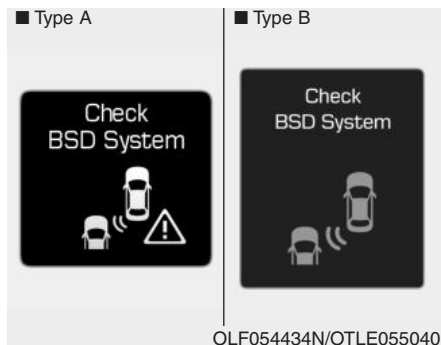 ■ Type A
■ Type B
Check
BSD System
Check
BSD System
OLF054434N/OTLE055040